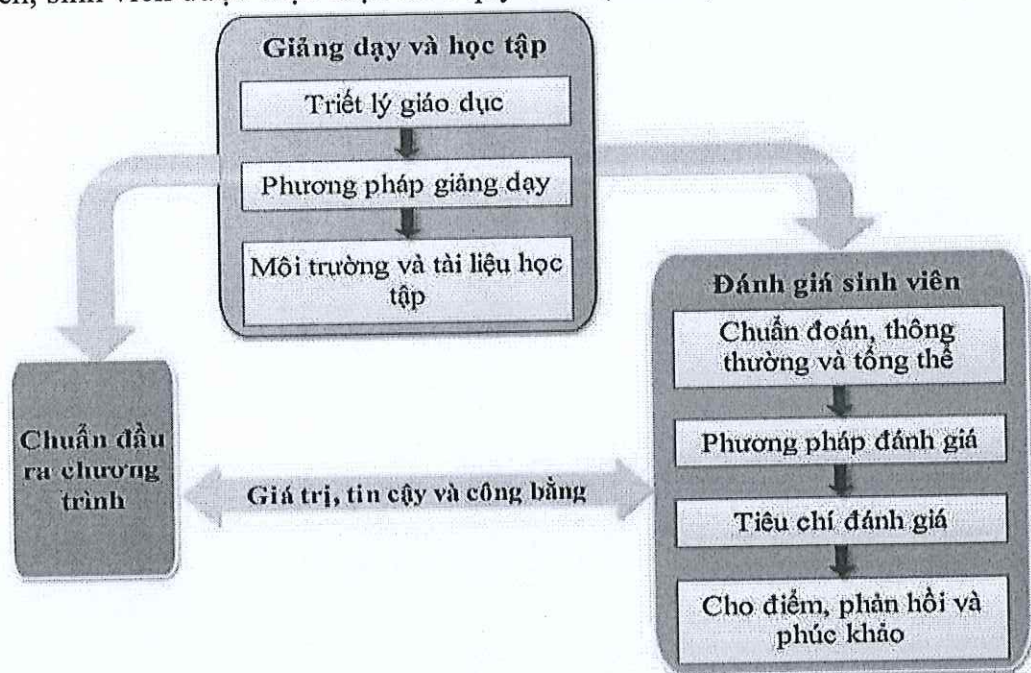 sinh viên được
Giảng dạy và học tập
Triết lý giáo dục
Phương pháp giảng dạy
Môi trường và tài liệu học
tập
Đánh giá sinh viên
Chuẩn đoán, thông
thường và tổng thể
Phương pháp đánh giá
Tiêu chí đánh giá
Cho điểm, phản hồi và
phúc khảo
Chuẩn đầu
ra chương
trình
Giá trị, tin cậy và công bằng